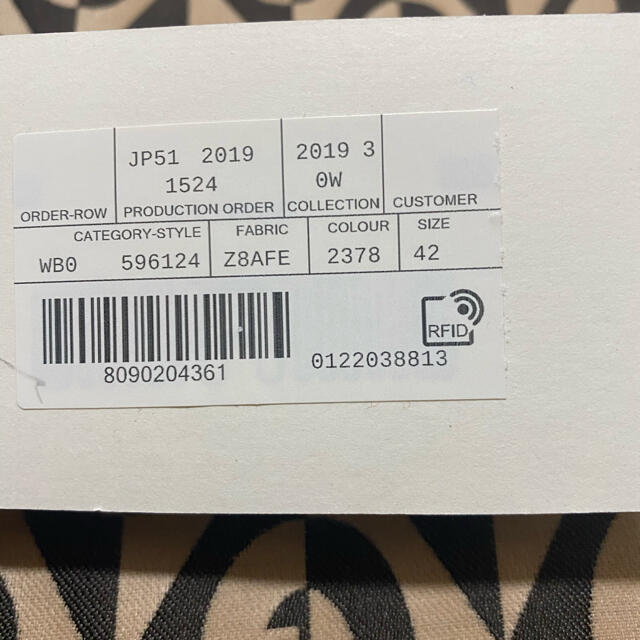 JP51 2019 2019 3
1524 0W
ORDER-ROW PRODUCTION ORDER COLLECTION CUSTOMER
CATEGORY-STYLE FABRIC COLOUR SIZE
WB0 596124 Z8AFE 2378 42
RFID
8090204361 0122038813